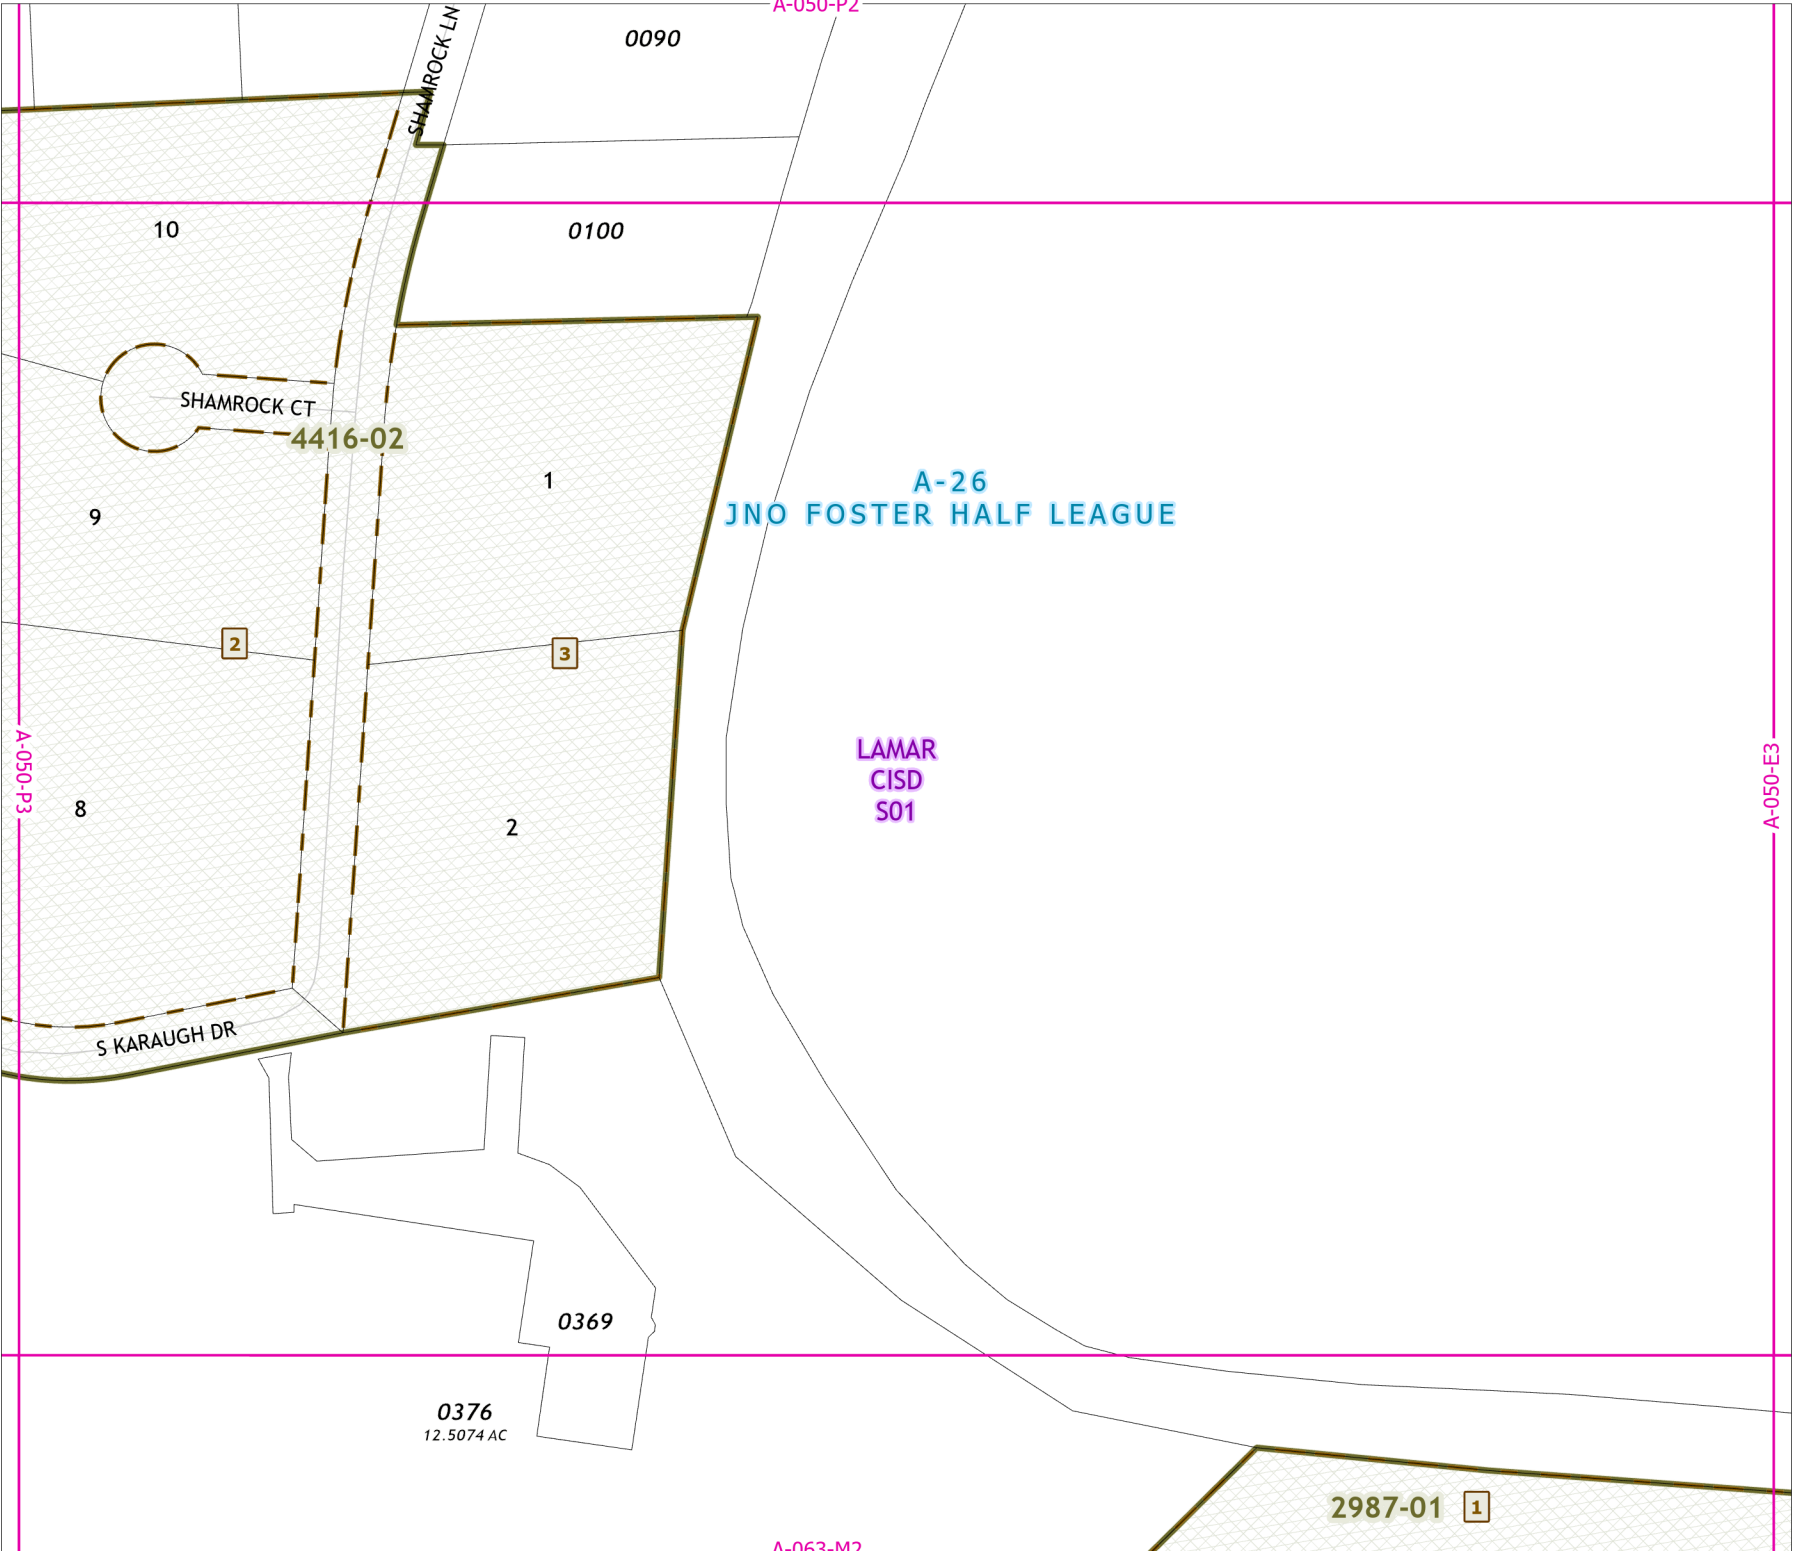 A-050-P2
SHAMROCK LN
0090
10
0100
SHAMROCK CT
4416-02
1
9
A-26
JNO FOSTER HALF LEAGUE
2
3
A-050-P3
LAMAR
CISD
S01
A-050-E3
8
2
S KARAUGH DR
0369
0376
12.5074 AC
2987-01
1
A-063-M2